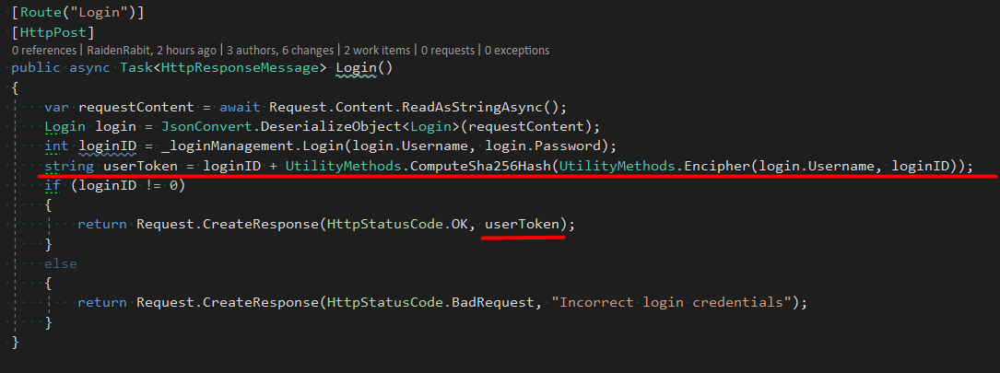 [Route("Login")]
[HttpPost]
0 references | RaidenRabit, 2 hours ago | 3 authors, 6 changes | 2 work items | 0 requests | 0 exceptions
public async Task<HttpResponseMessage> Login()
{
var requestContent = await Request.Content.ReadAsStringAsync();
Login login = JsonConvert.DeserializeObject<Login>(requestContent);
int loginID = _loginManagement.Login(login.Username, login.Password);
string userToken = loginID + UtilityMethods.ComputeSha256Hash(UtilityMethods.Encipher(login.Username, loginID));
if (loginID != 0)
{
return Request.CreateResponse(HttpStatusCode.OK, userToken);
}
else
{
return Request.CreateResponse(HttpStatusCode.BadRequest, "Incorrect login credentials");
}
}